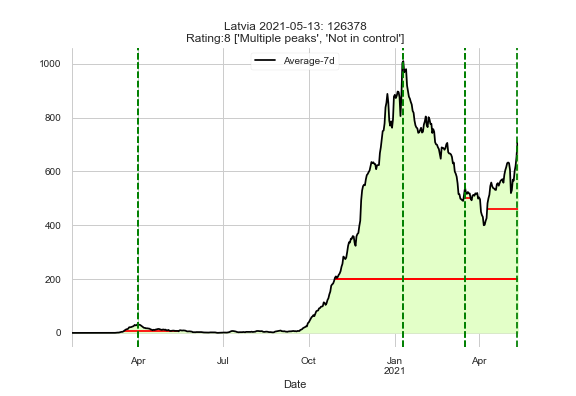 Latvia 2021-05-13: 126378
Rating:8 ['Multiple peaks', 'Not in control']
Average-7d
1000
800
600
400
200
0
Apr
Jul
Oct
Jan
2021
Apr
Date